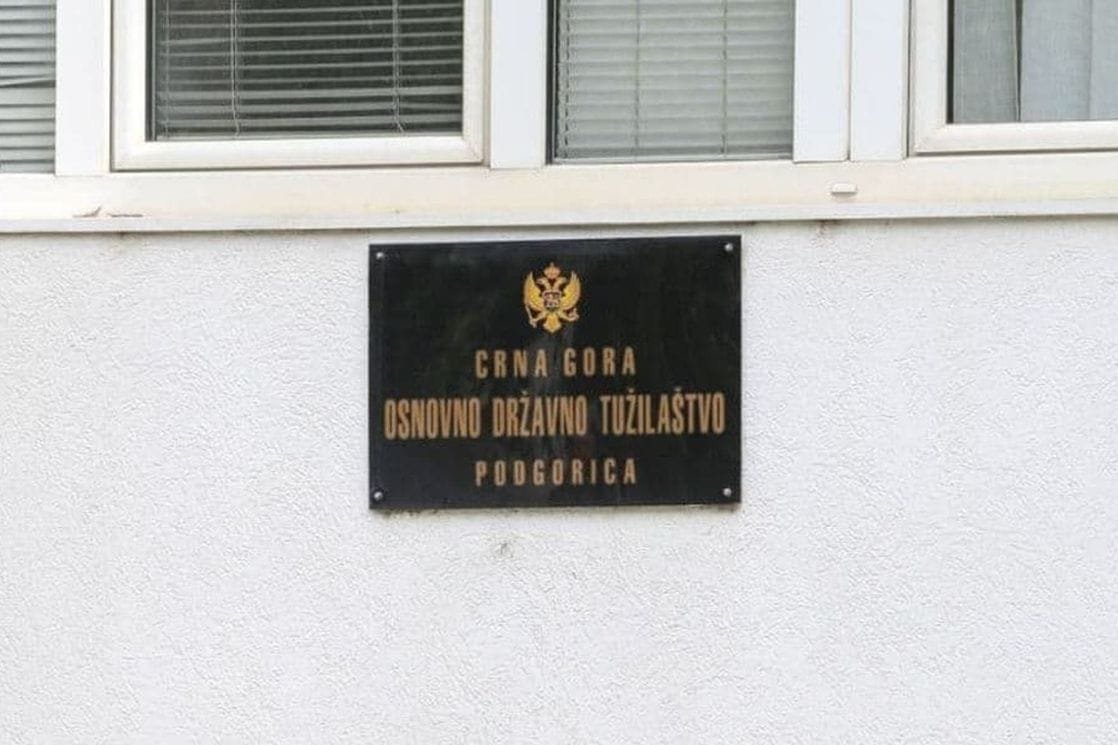 CRNA GORA
OSNOVNO DRŽAVNO TUŽILAŠTVO
PODGORICA